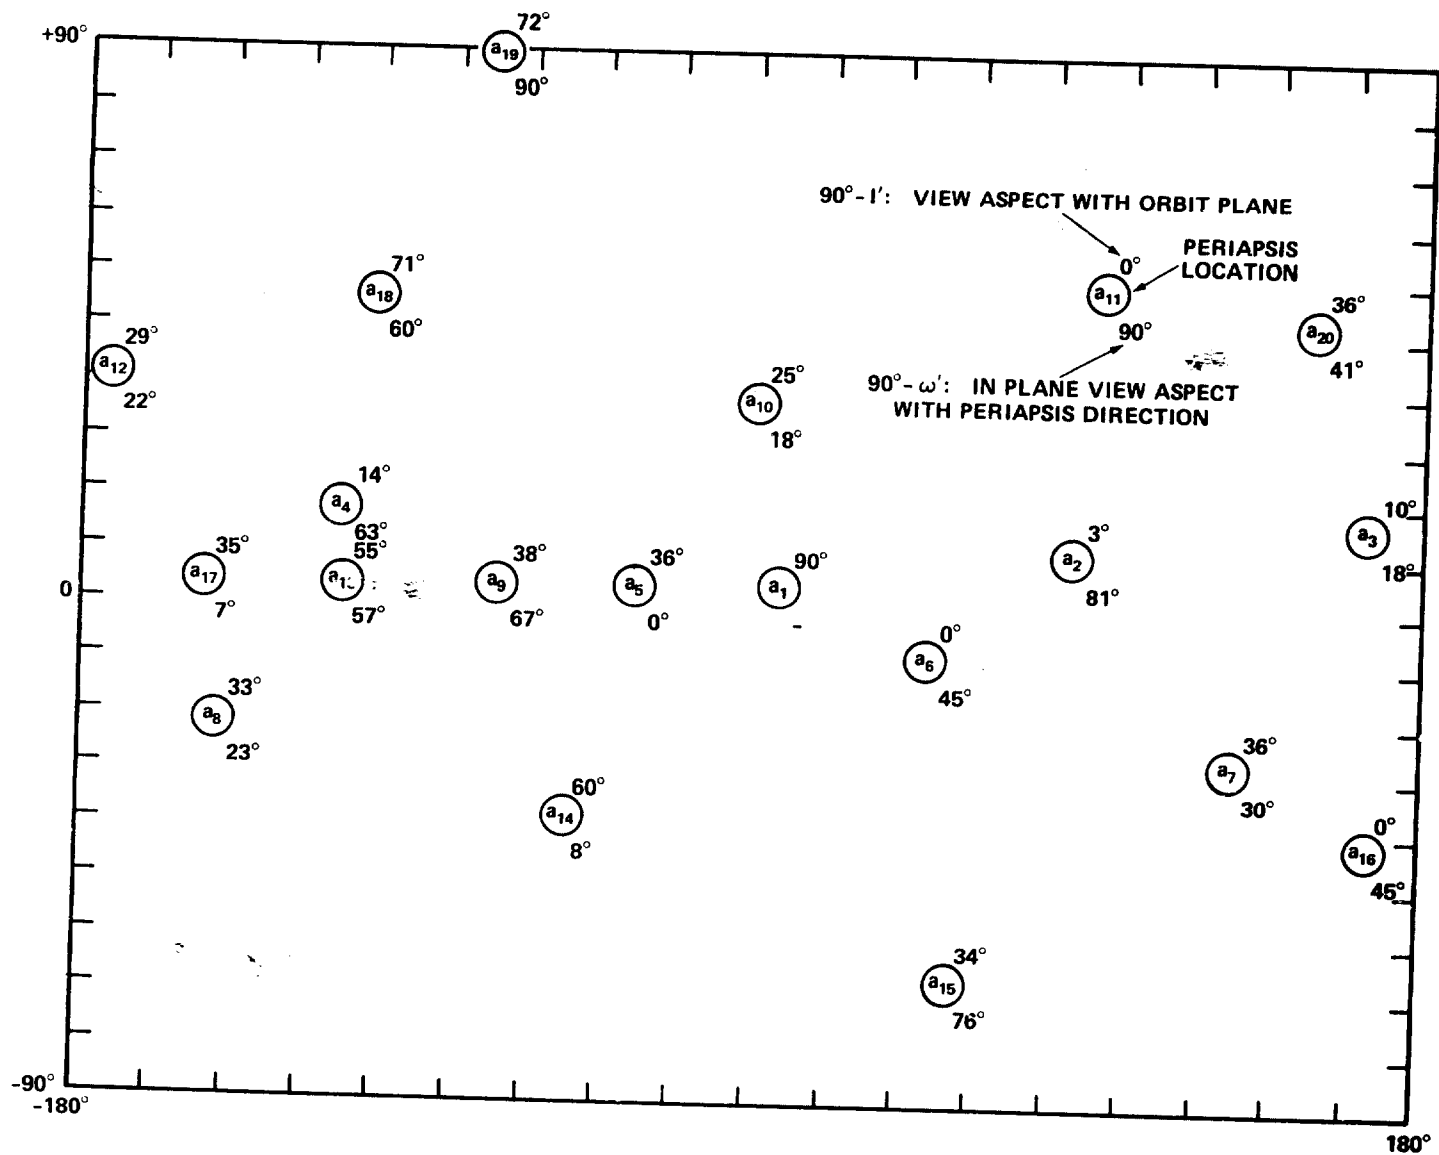 72°
+90°
a19
90°
90°-I′: VIEW ASPECT WITH ORBIT PLANE
PERIAPSIS
LOCATION
71°
0°
a18
a11
60°
90°
29°
36°
a12
a20
22°
41°
25°
90°-ω′: IN PLANE VIEW ASPECT
WITH PERIAPSIS DIRECTION
a10
18°
14°
a4
63°
10°
a3
18°
35°
55°
38°
36°
90°
3°
a17
a9
a5
a1
a2
0
7°
57°
67°
0°
–
81°
0°
a6
45°
33°
a8
23°
36°
a7
30°
60°
a14
8°
0°
a16
45°
34°
a15
76°
-90°
-180°
180°